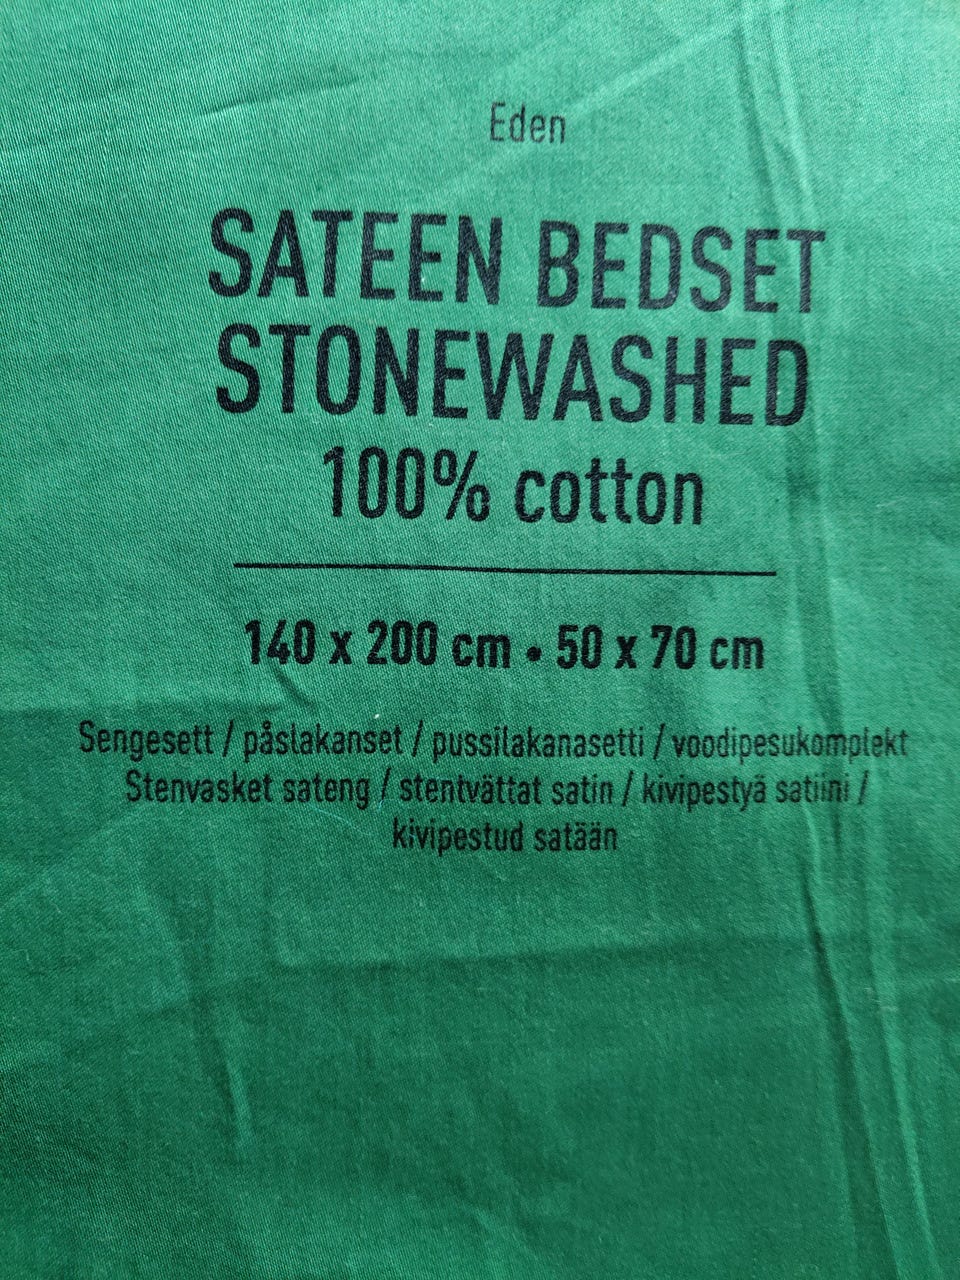 Eden
SATEEN BEDSET
STONEWASHED
100% cotton
140 x 200 cm • 50 x 70 cm
Sengesett / påslakanset / pussilakanasetti / voodipesukomplekt
Stenvasket sateng / stentvättat satin / kivipestyä satiini /
kivipestud satään